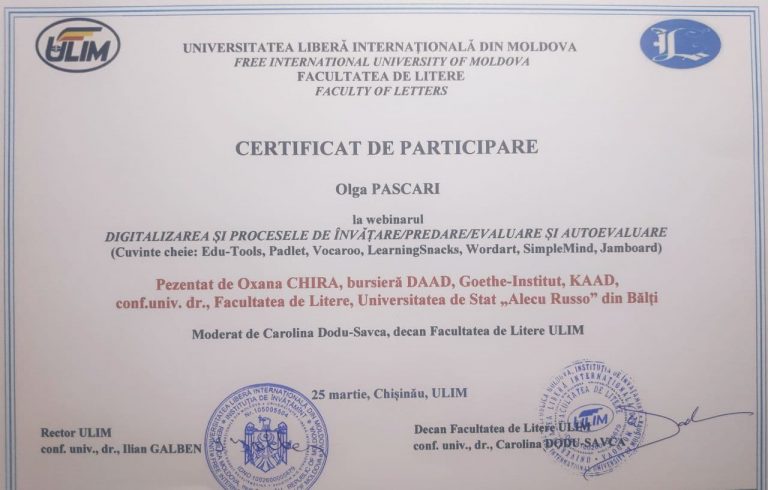 ULIM
UNIVERSITATEA LIBERĂ INTERNAȚIONALĂ DIN MOLDOVA
FREE INTERNATIONAL UNIVERSITY OF MOLDOVA
FACULTATEA DE LITERE
FACULTY OF LETTERS
CERTIFICAT DE PARTICIPARE
Olga PASCARI
la webinarul
DIGITALIZAREA ȘI PROCESELE DE ÎNVĂȚARE/PREDARE/EVALUARE ȘI AUTOEVALUARE
(Cuvinte cheie: Edu-Tools, Padlet, Vocaroo, LearningSnacks, Wordart, SimpleMind, Jamboard)
Pezentat de Oxana CHIRA, bursieră DAAD, Goethe-Institut, KAAD,
conf.univ. dr., Facultatea de Litere, Universitatea de Stat „Alecu Russo” din Bălți
Moderat de Carolina Dodu-Savca, decan Facultatea de Litere ULIM
25 martie, Chișinău, ULIM
Rector ULIM
conf. univ., dr., Ilian GALBEN
Decan Facultatea de Litere ULIM
conf. univ., dr., Carolina DODU-SAVCA
FACULTATEA DE LITERE
ULIM